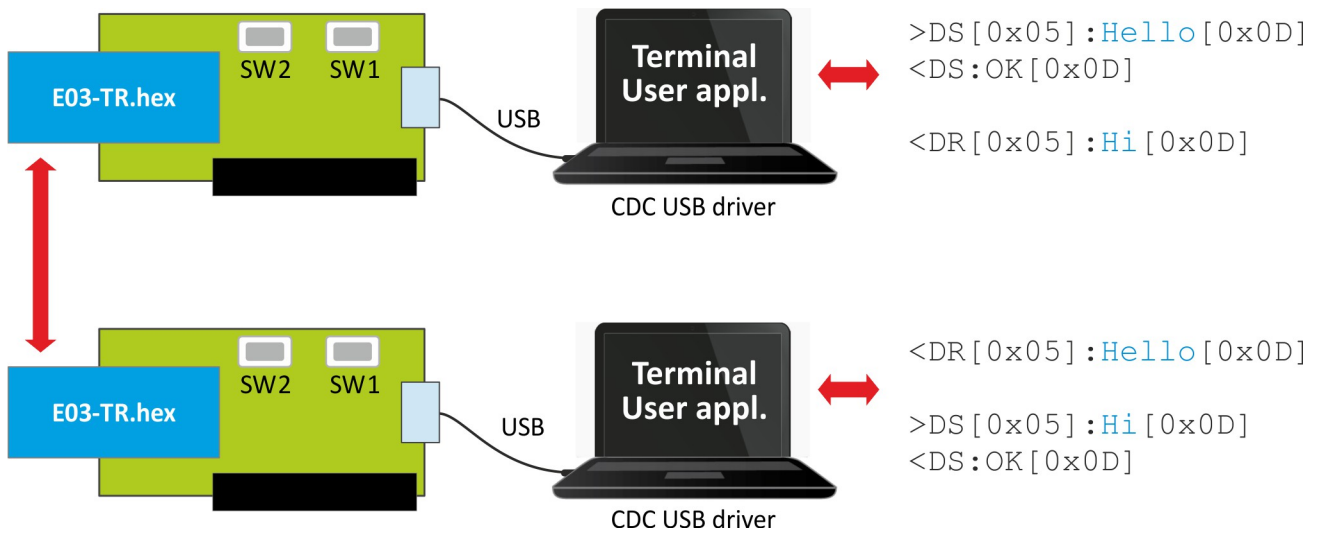 SW2 SW1
E03-TR.hex
USB
Terminal
User appl.
CDC USB driver
>DS[0x05]:Hello[0x0D]
<DS:OK[0x0D]
<DR[0x05]:Hi[0x0D]
SW2 SW1
E03-TR.hex
USB
Terminal
User appl.
CDC USB driver
<DR[0x05]:Hello[0x0D]
>DS[0x05]:Hi[0x0D]
<DS:OK[0x0D]